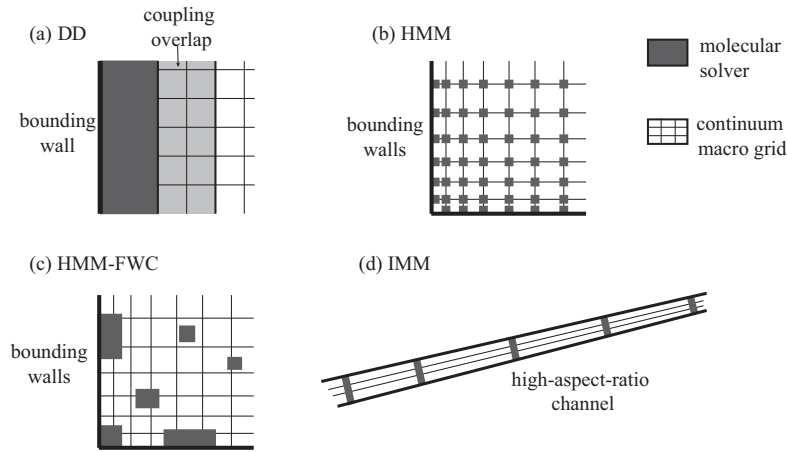 (a) DD
coupling
overlap
bounding
wall
(b) HMM
bounding
walls
molecular
solver
continuum
macro grid
(c) HMM-FWC
bounding
walls
(d) IMM
high-aspect-ratio
channel